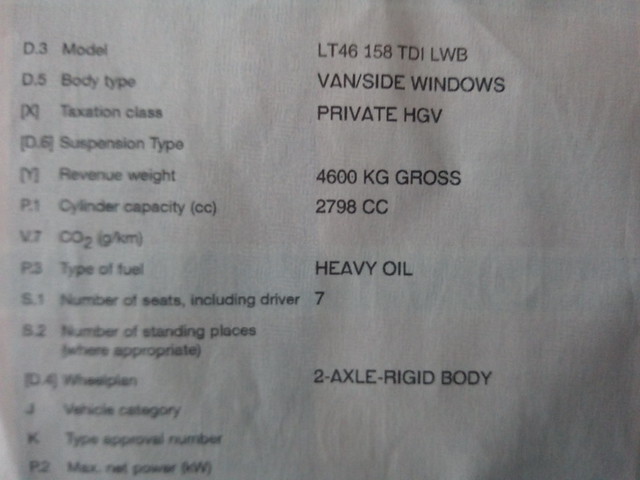 D.3 Model LT46 158 TDI LWB
D.5 Body type VAN/SIDE WINDOWS
[X] Taxation class PRIVATE HGV
[D.6] Suspension Type
[Y] Revenue weight 4600 KG GROSS
P.1 Cylinder capacity (cc) 2798 CC
V.7 CO2 (g/km)
P.3 Type of fuel HEAVY OIL
S.1 Number of seats, including driver 7
S.2 Number of standing places
(where appropriate)
[D.4] Wheelplan 2-AXLE-RIGID BODY
J Vehicle category
K Type approval number
P.2 Max. net power (kW)